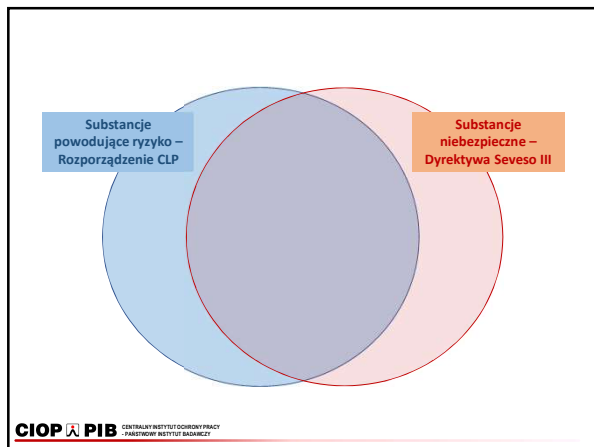 Substancje
powodujące ryzyko –
Rozporządzenie CLP
Substancje
niebezpieczne –
Dyrektywa Seveso III
CIOP PIB CENTRALNY INSTYTUT OCHRONY PRACY
- PAŃSTWOWY INSTYTUT BADAWCZY